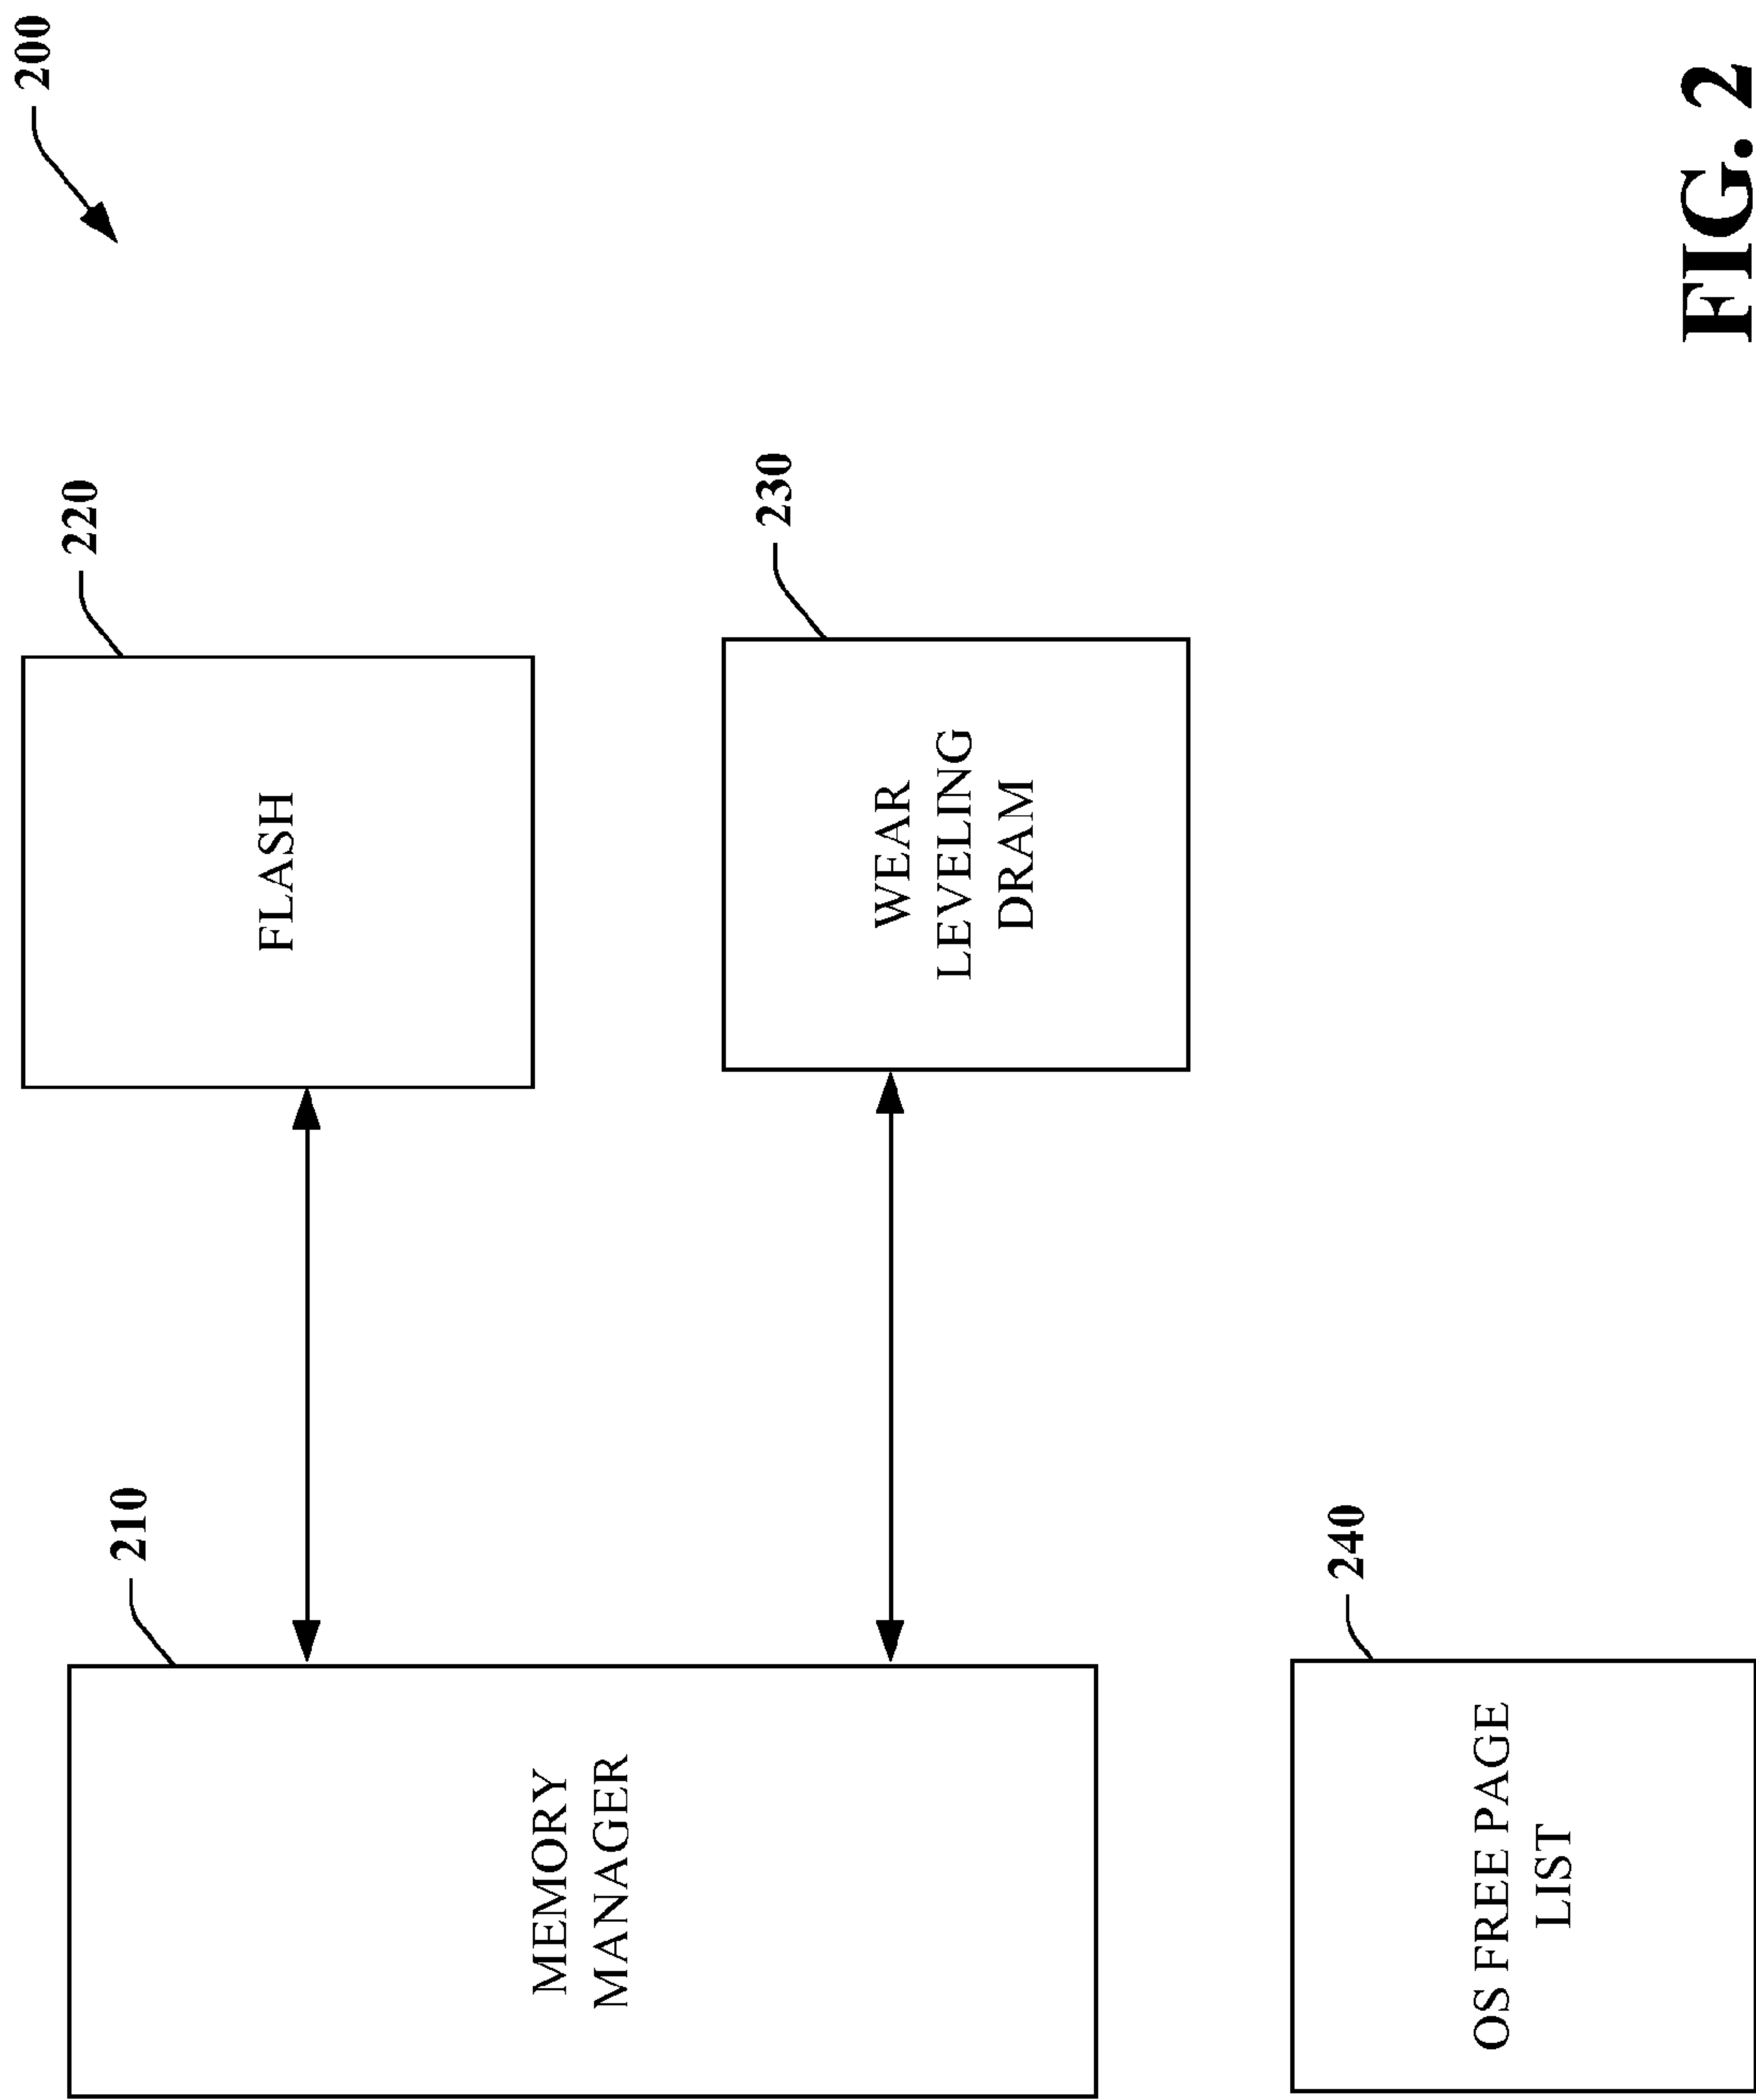 200
220
FLASH
210
MEMORY
MANAGER
230
WEAR
LEVELING
DRAM
240
OS FREE PAGE
LIST
FIG. 2